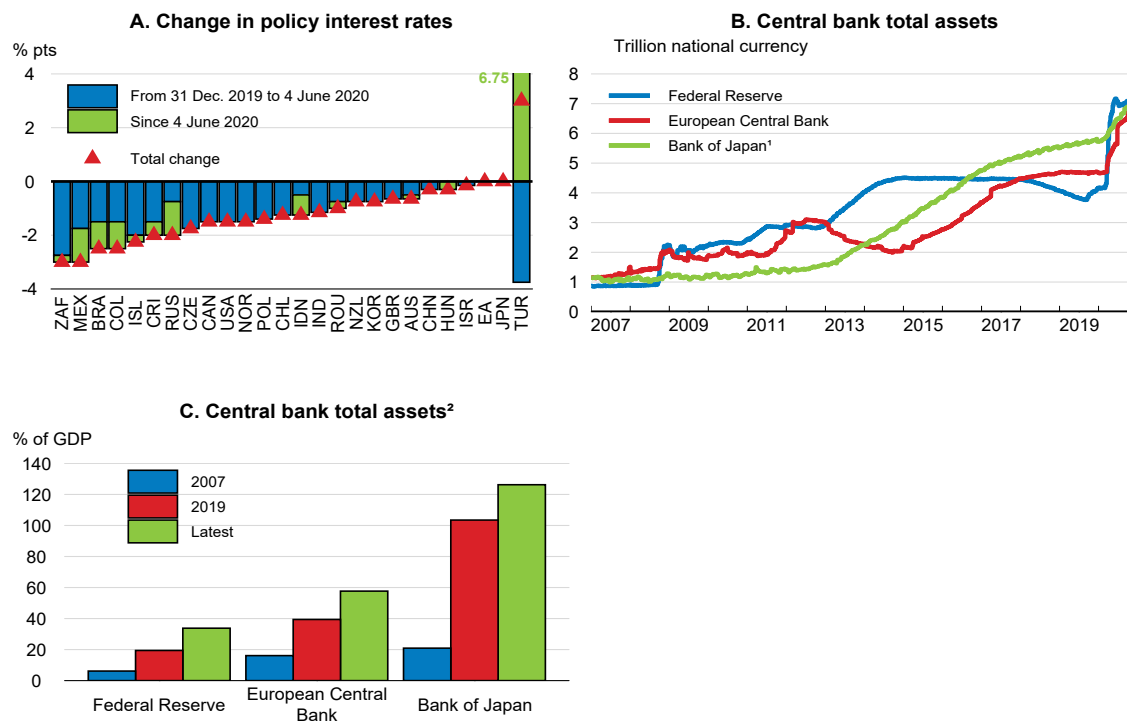 A. Change in policy interest rates
% pts
4
2
0
-2
-4
6.75
From 31 Dec. 2019 to 4 June 2020
Since 4 June 2020
Total change
ZAF
MEX
BRA
COL
ISL
CRI
RUS
CZE
CAN
USA
NOR
POL
CHL
IDN
IND
ROU
NZL
KOR
GBR
AUS
CHN
HUN
ISR
EA
JPN
TUR
B. Central bank total assets
Trillion national currency
8
7
6
5
4
3
2
1
0
Federal Reserve
European Central Bank
Bank of Japan¹
2007 2009 2011 2013 2015 2017 2019
C. Central bank total assets²
% of GDP
140
120
100
80
60
40
20
0
2007
2019
Latest
Federal Reserve
European Central
Bank
Bank of Japan